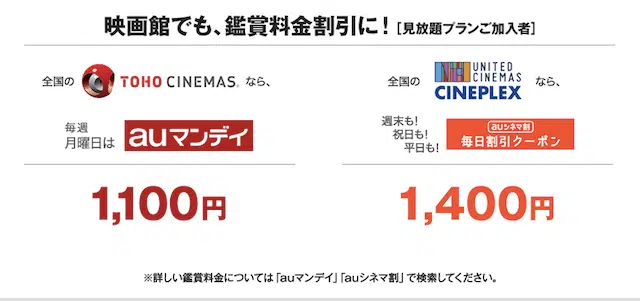 映画館でも、鑑賞料金割引に！［見放題プランご加入者］
全国の TOHO CINEMAS なら、
毎週
月曜日は auマンデイ
1,100円
全国の UNITED CINEMAS CINEPLEX なら、
週末も!
祝日も!
平日も!
auシネマ割
毎日割引クーポン
1,400円
※詳しい鑑賞料金については「auマンデイ」「auシネマ割」で検索してください。